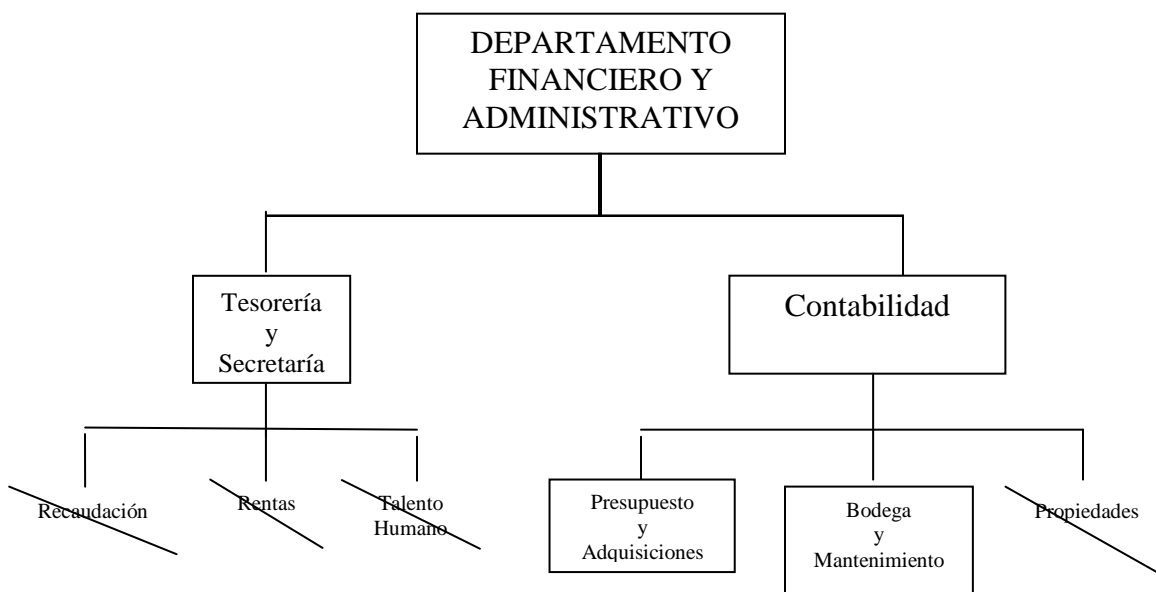 DEPARTAMENTO
FINANCIERO Y
ADMINISTRATIVO
Tesorería
y
Secretaría
Contabilidad
Recaudación
Rentas
Talento
Humano
Presupuesto
y
Adquisiciones
Bodega
y
Mantenimiento
Propiedades